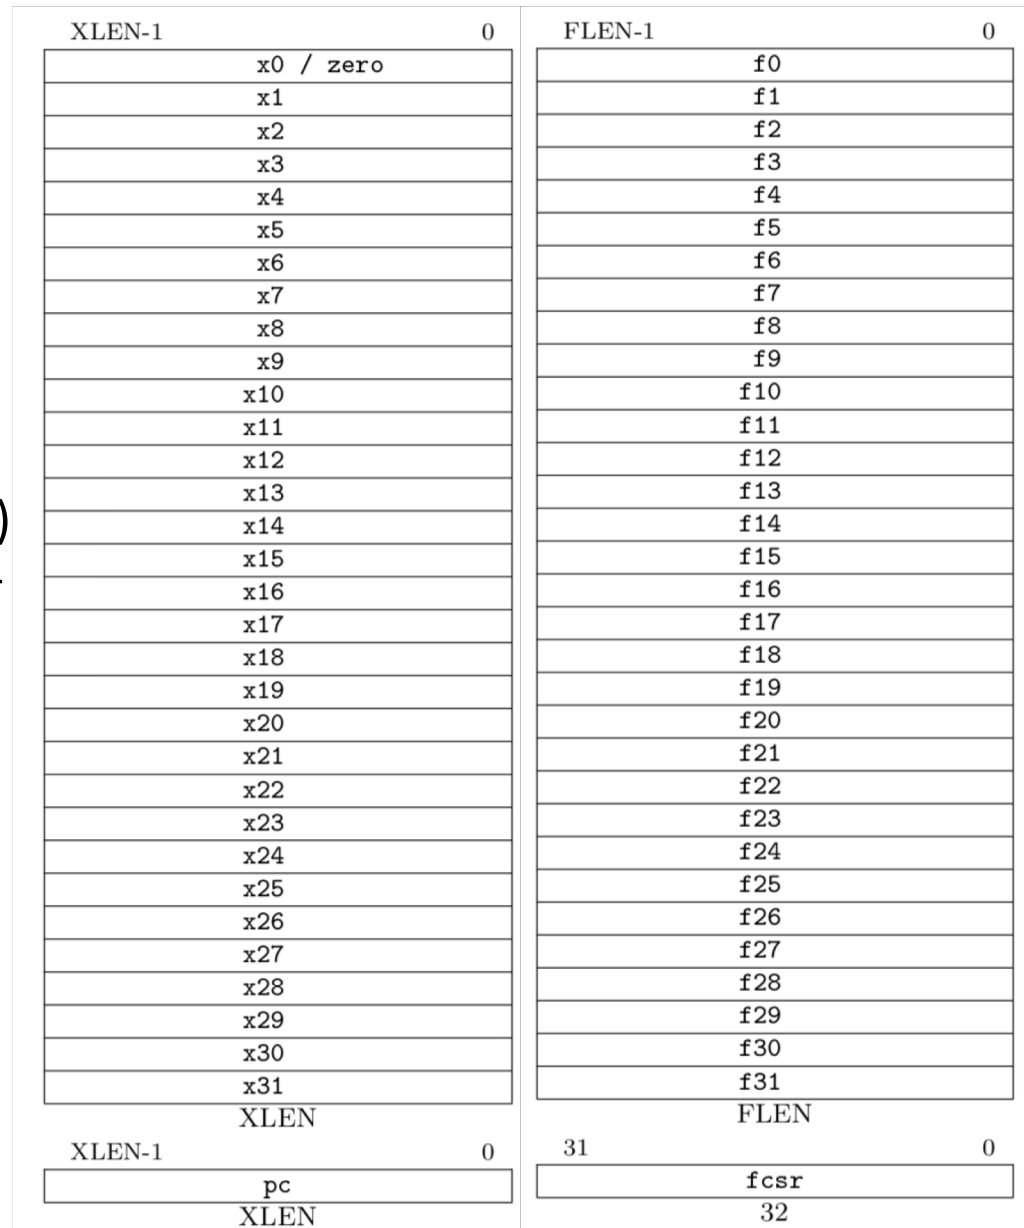 XLEN-1 0
x0 / zero
x1
x2
x3
x4
x5
x6
x7
x8
x9
x10
x11
x12
x13
x14
x15
x16
x17
x18
x19
x20
x21
x22
x23
x24
x25
x26
x27
x28
x29
x30
x31
XLEN
XLEN-1 0
pc
XLEN
FLEN-1 0
f0
f1
f2
f3
f4
f5
f6
f7
f8
f9
f10
f11
f12
f13
f14
f15
f16
f17
f18
f19
f20
f21
f22
f23
f24
f25
f26
f27
f28
f29
f30
f31
FLEN
31 0
fcsr
32
)